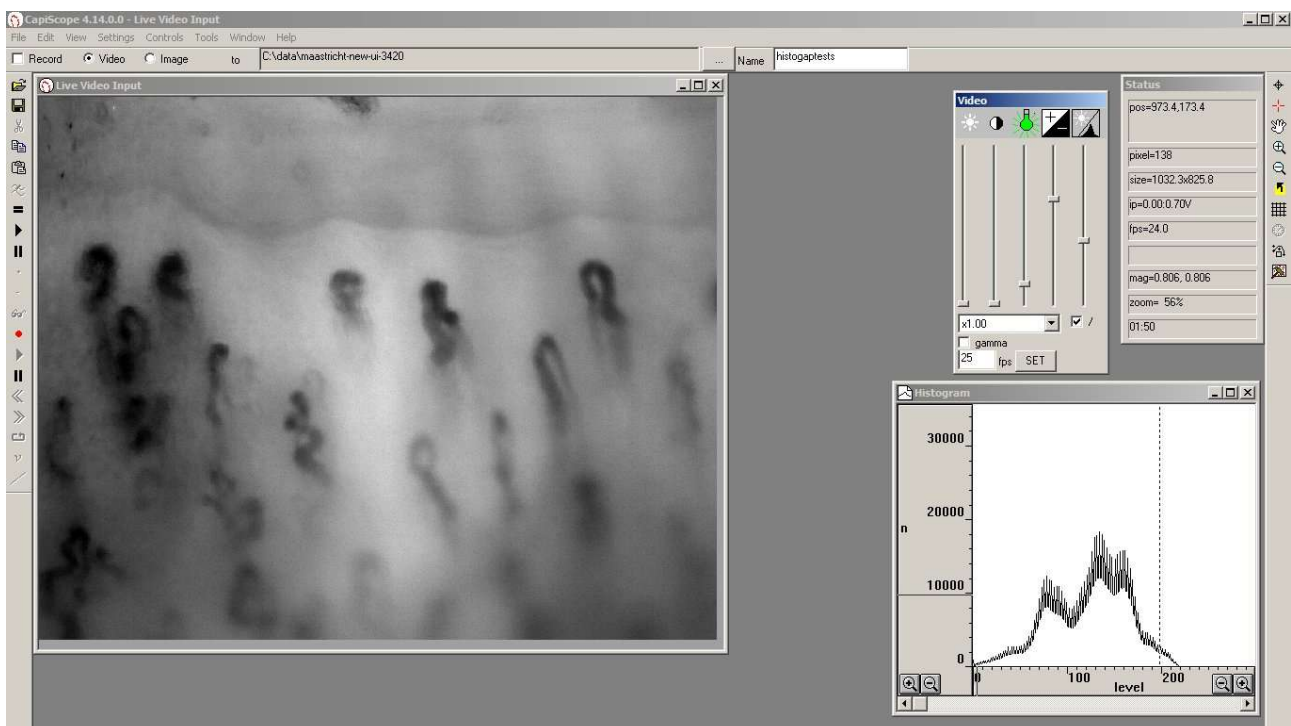 CapiScope 4.14.0.0 - Live Video Input
File Edit View Settings Controls Tools Window Help
Record Video Image to C:\data\maastricht-new-ui-3420 ... Name histogaptests
Live Video Input
Video
x1.00
/
gamma
25 fps SET
Status
pos=973.4,173.4
pixel=138
size=1032.3x825.8
ip=0.00:0.70V
fps=24.0
mag=0.806, 0.806
zoom= 56%
01:50
Histogram
30000
20000
n
10000
0
0 100 200
level